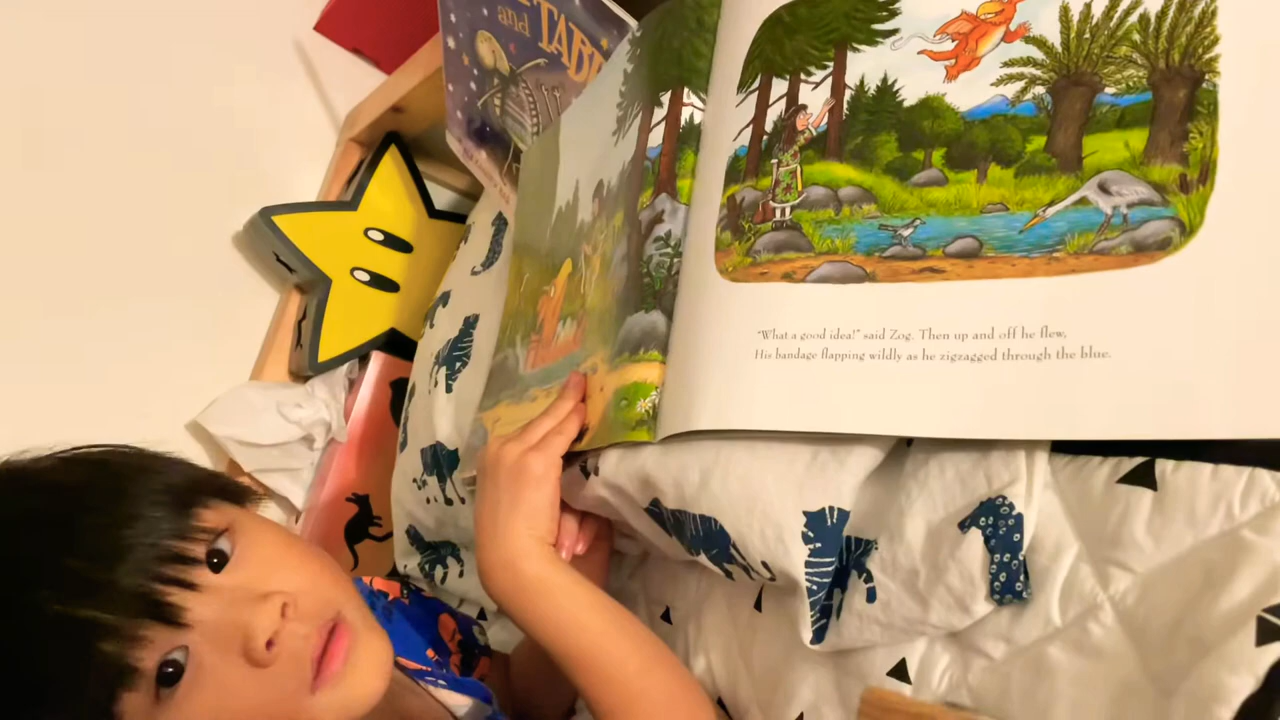 and
TABI
"What a good idea!" said Zog. Then up and off he flew,
His bandage flapping wildly as he zigzagged through the blue.